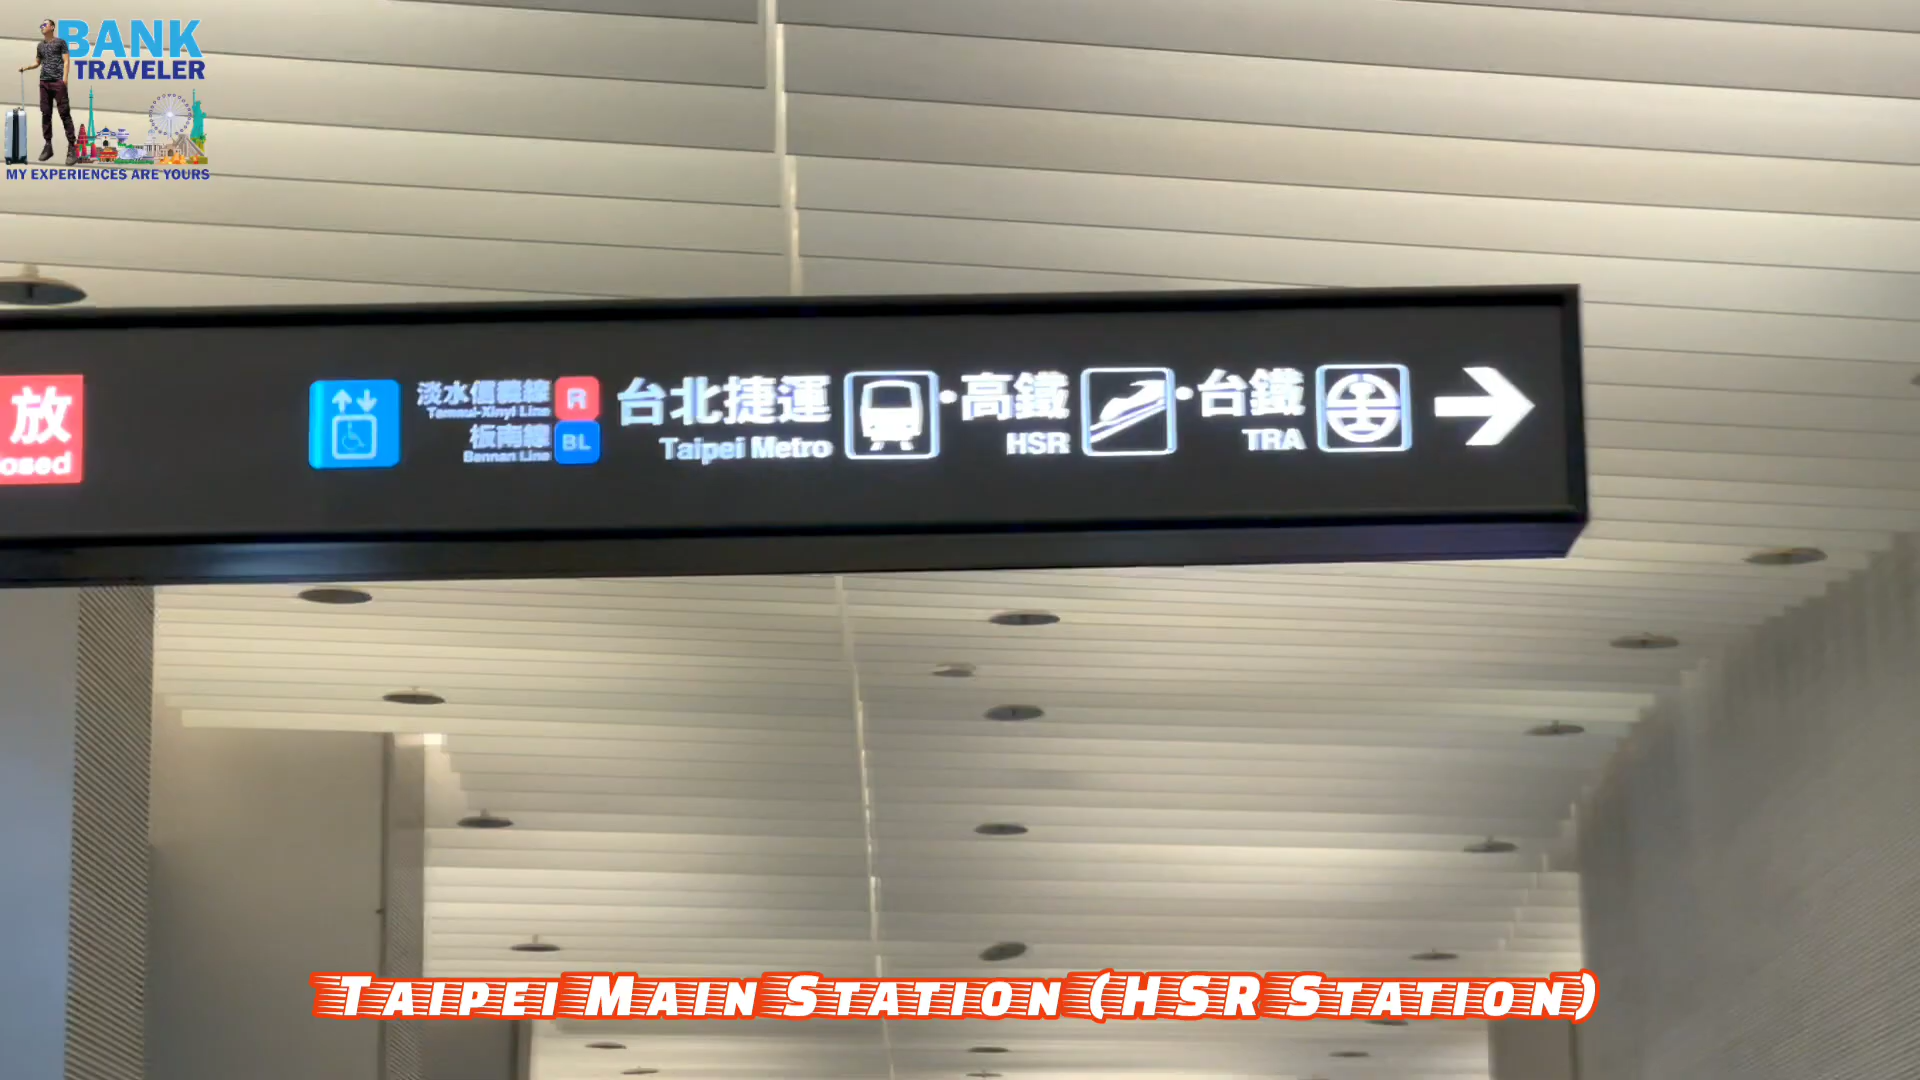 BANK
TRAVELER
MY EXPERIENCES ARE YOURS
放
osed
淡水信義線 R
Tamsui-Xinyi Line
板南線 BL
Bannan Line
台北捷運
Taipei Metro
高鐵
HSR
台鐵
TRA
TAIPEI MAIN STATION (HSR STATION)